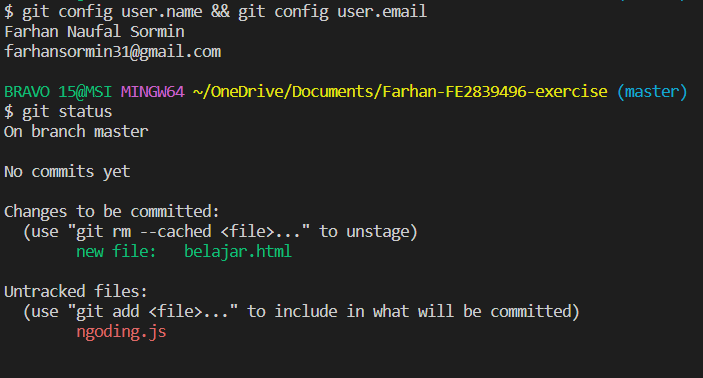 $ git config user.name && git config user.email
Farhan Naufal Sormin
farhansormin31@gmail.com
BRAVO 15@MSI MINGW64 ~/OneDrive/Documents/Farhan-FE2839496-exercise (master)
$ git status
On branch master
No commits yet
Changes to be committed:
(use "git rm --cached <file>..." to unstage)
new file:   belajar.html
Untracked files:
(use "git add <file>..." to include in what will be committed)
ngoding.js